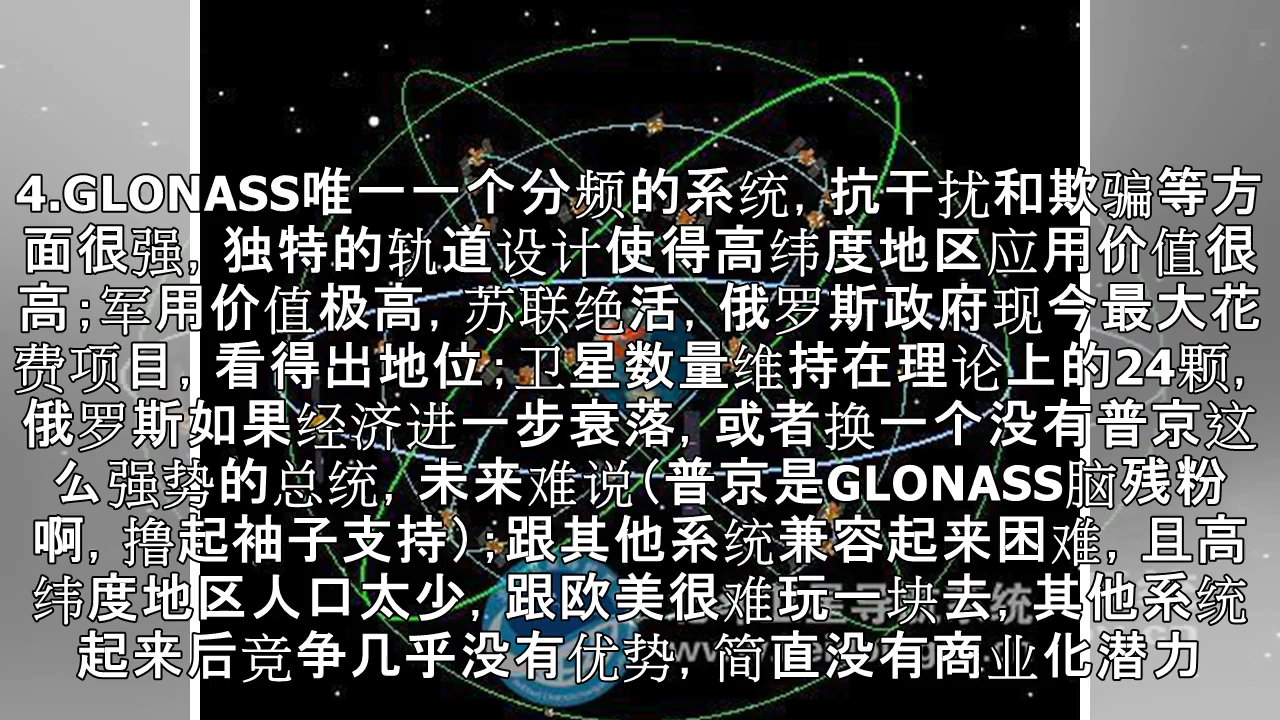 4.GLONASS唯一一个分频的系统, 抗干扰和欺骗等方
面很强, 独特的轨道设计使得高纬度地区应用价值很
高;军用价值极高, 苏联绝活, 俄罗斯政府现今最大花
费项目, 看得出地位;卫星数量维持在理论上的24颗,
俄罗斯如果经济进一步衰落, 或者换一个没有普京这
么强势的总统, 未来难说(普京是GLONASS脑残粉
啊, 撸起袖子支持);跟其他系统兼容起来困难, 且高
纬度地区人口太少, 跟欧美很难玩一块去, 其他系统
起来后竞争几乎没有优势, 简直没有商业化潜力